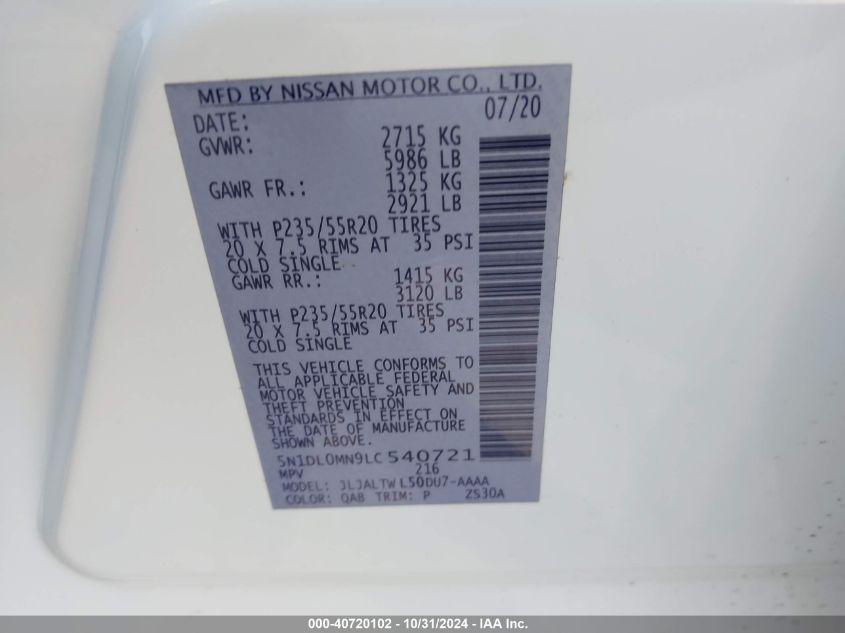 MFD BY NISSAN MOTOR CO., LTD.
DATE: 07/20
GVWR: 2715 KG
5986 LB
GAWR FR.: 1325 KG
2921 LB
WITH P235/55R20 TIRES
20 X 7.5 RIMS AT 35 PSI
COLD SINGLE
GAWR RR.: 1415 KG
3120 LB
WITH P235/55R20 TIRES
20 X 7.5 RIMS AT 35 PSI
COLD SINGLE
THIS VEHICLE CONFORMS TO
ALL APPLICABLE FEDERAL
MOTOR VEHICLE SAFETY AND
THEFT PREVENTION
STANDARDS IN EFFECT ON
THE DATE OF MANUFACTURE
SHOWN ABOVE.
5N1DL0MN9LC 540721
MPV 216
MODEL: JLJALTW L50DU7-AAAA
COLOR: QAB TRIM: P ZS30A
000-40720102 - 10/31/2024 - IAA Inc.